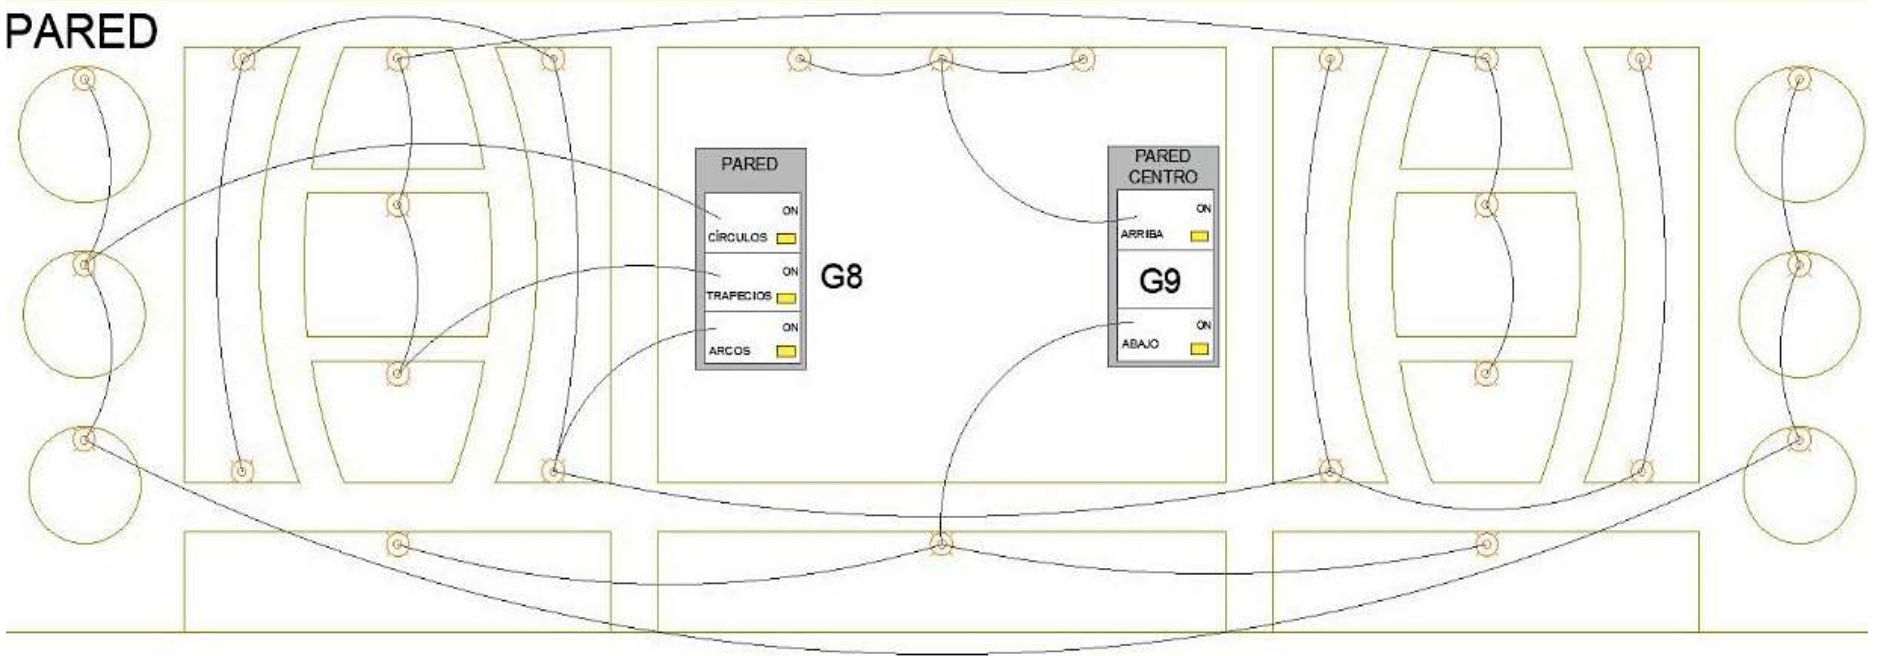 PARED
PARED
ON
CÍRCULOS
ON
TRAPECIOS
ON
ARCOS
G8
PARED
CENTRO
ON
ARRIBA
G9
ON
ABAJO